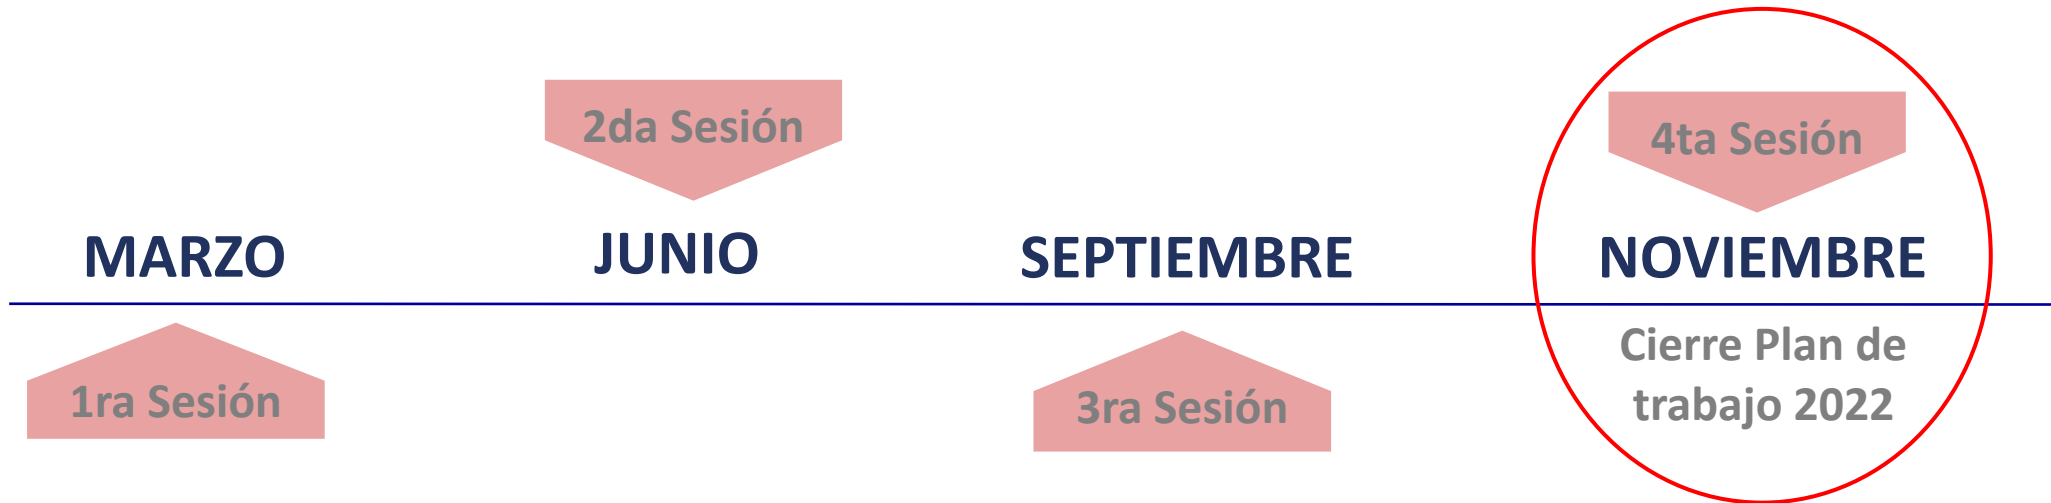 2da Sesión
4ta Sesión
MARZO
JUNIO
SEPTIEMBRE
NOVIEMBRE
1ra Sesión
3ra Sesión
Cierre Plan de
trabajo 2022